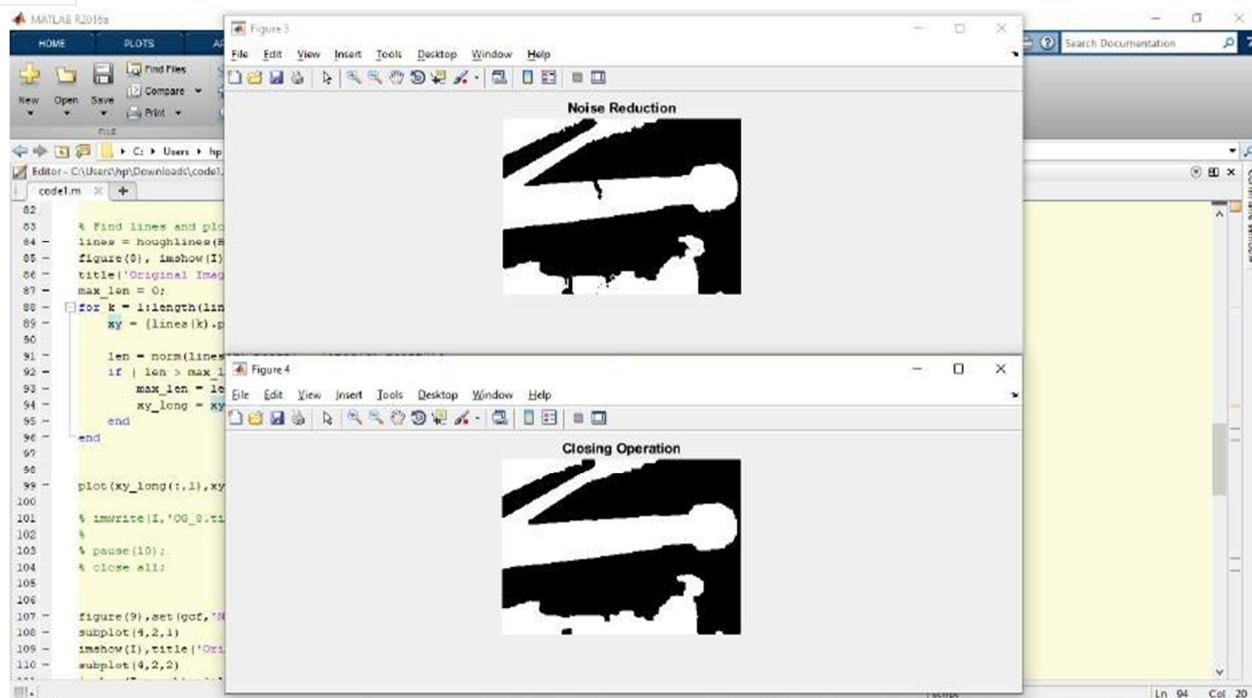 MATLAB R2016a
HOME PLOTS AP
Search Documentation
New Open Save Find Files Compare Print
FILE
C: Users hp
Editor - C:\Users\hp\Downloads\code1.
code1.m
82
83 % Find lines and plo
84 lines = houghlines(B
85 figure(8), imshow(I)
86 title('Original Imag
87 max_len = 0;
88 for k = 1:length(lin
89 xy = [lines(k).p
90
91 len = norm(lines
92 if ( len > max_l
93 max_len = le
94 xy_long = xy
95 end
96 end
97
98
99 plot(xy_long(:,1),xy
100
101 % imwrite(I,'OG_8.ti
102 %
103 % pause(10);
104 % close all;
105
106
107 figure(9),set(gcf,'N
108 subplot(4,2,1)
109 imshow(I),title('Ori
110 subplot(4,2,2)
Figure 3
File Edit View Insert Tools Desktop Window Help
Noise Reduction
Figure 4
File Edit View Insert Tools Desktop Window Help
Closing Operation
Command Window
script
Ln 94 Col 20